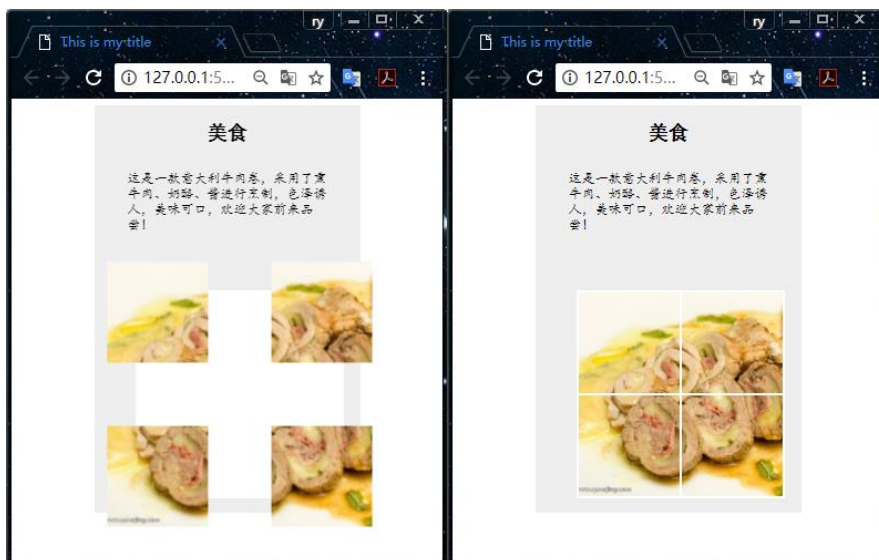 ry
This is my title
127.0.0.1:5...
美食
这是一款意大利牛肉卷，采用了熏
牛肉、奶酪、酱进行烹制，色泽诱
人，美味可口，欢迎大家前来品
尝！
ry
This is my title
127.0.0.1:5...
美食
这是一款意大利牛肉卷，采用了熏
牛肉、奶酪、酱进行烹制，色泽诱
人，美味可口，欢迎大家前来品
尝！